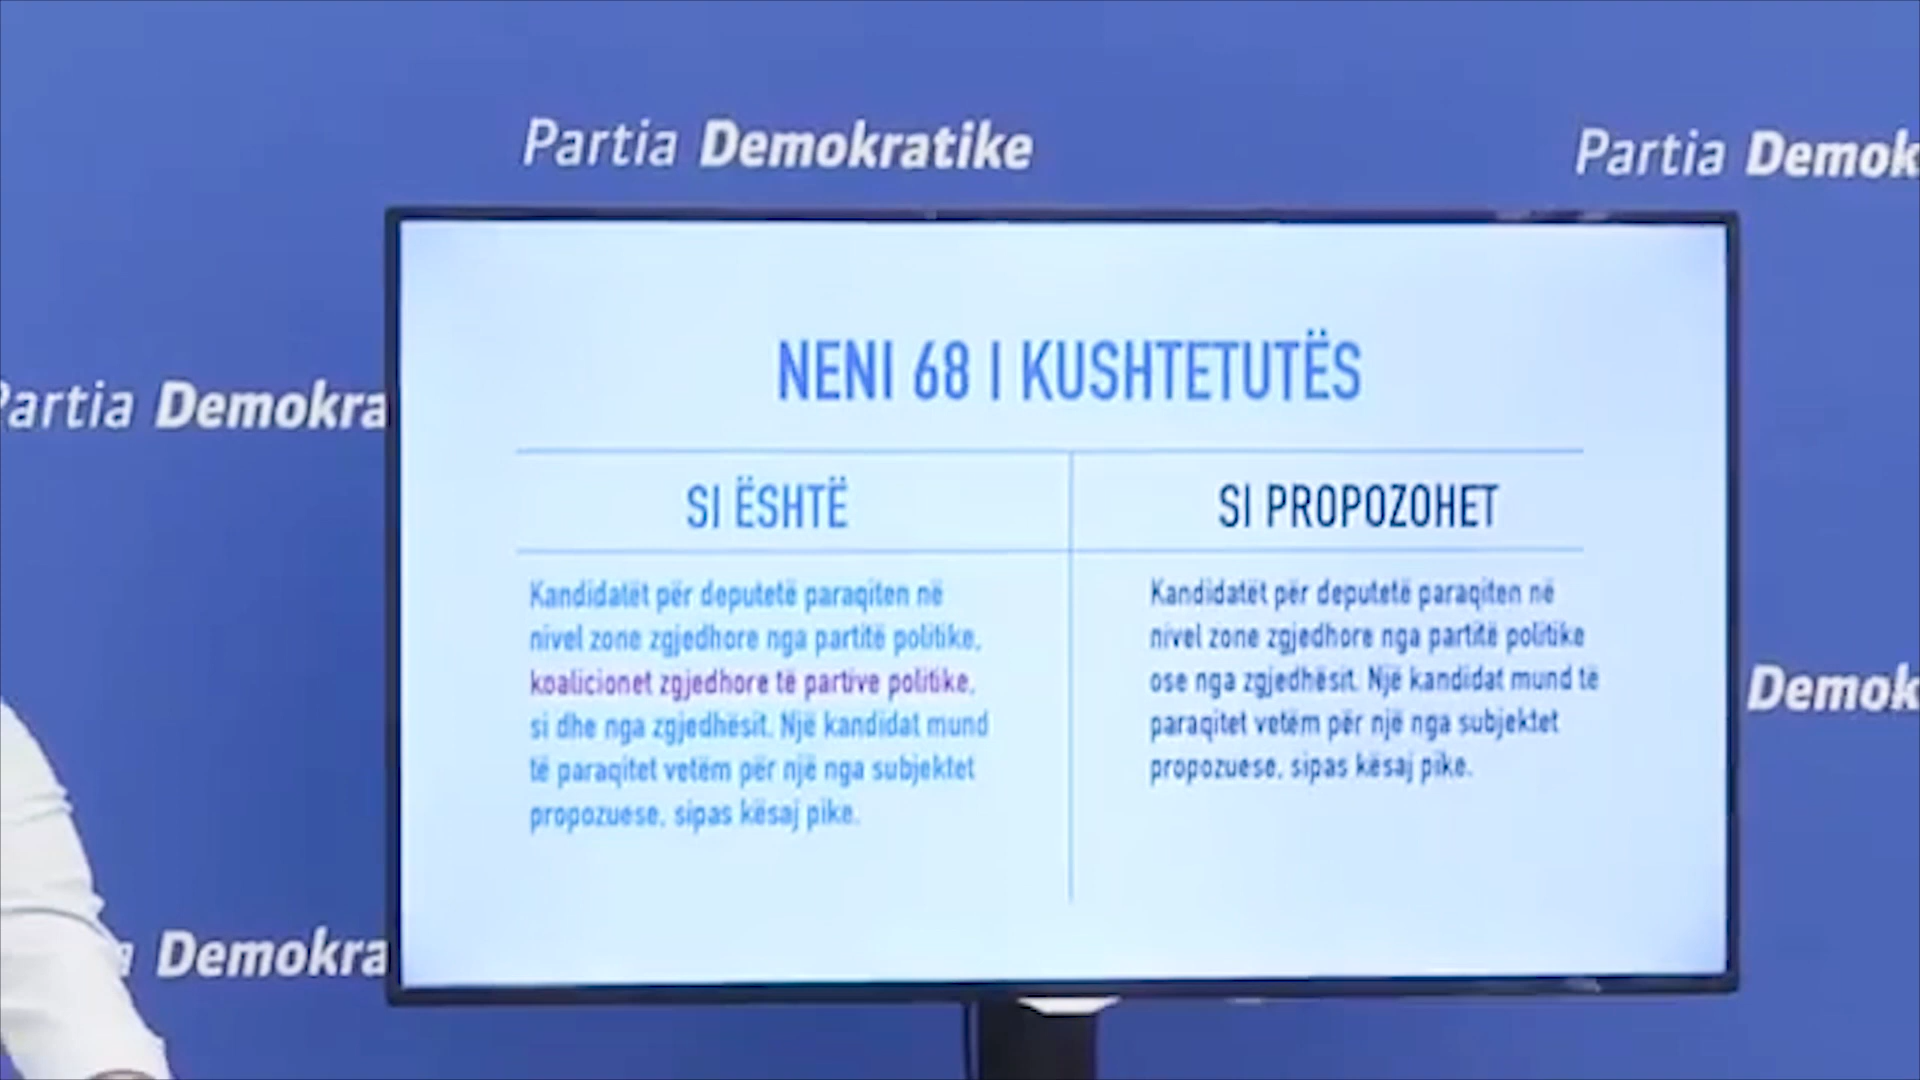 Partia Demokratike
Partia Demok
Partia Demokra
NENI 68 I KUSHTETUTËS
SI ËSHTË
SI PROPOZOHET
Kandidatët për deputetë paraqiten në
nivel zone zgjedhore nga partitë politike,
koalicionet zgjedhore të partive politike,
si dhe nga zgjedhësit. Një kandidat mund
të paraqitet vetëm për një nga subjektet
propozuese, sipas kësaj pike.
Kandidatët për deputetë paraqiten në
nivel zone zgjedhore nga partitë politike
ose nga zgjedhësit. Një kandidat mund të
paraqitet vetëm për një nga subjektet
propozuese, sipas kësaj pike.
Demok
a Demokra